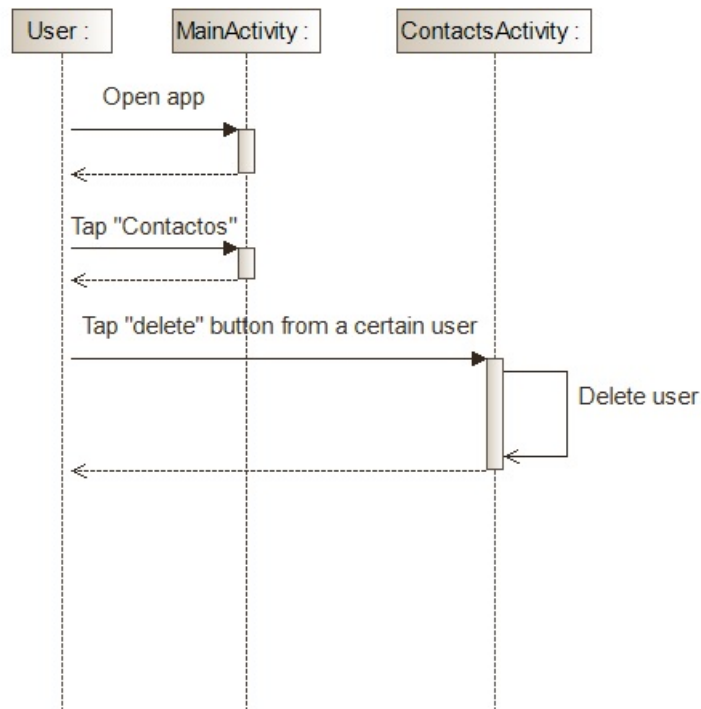 User :
MainActivity :
ContactsActivity :
Open app
Tap "Contactos"
Tap "delete" button from a certain user
Delete user